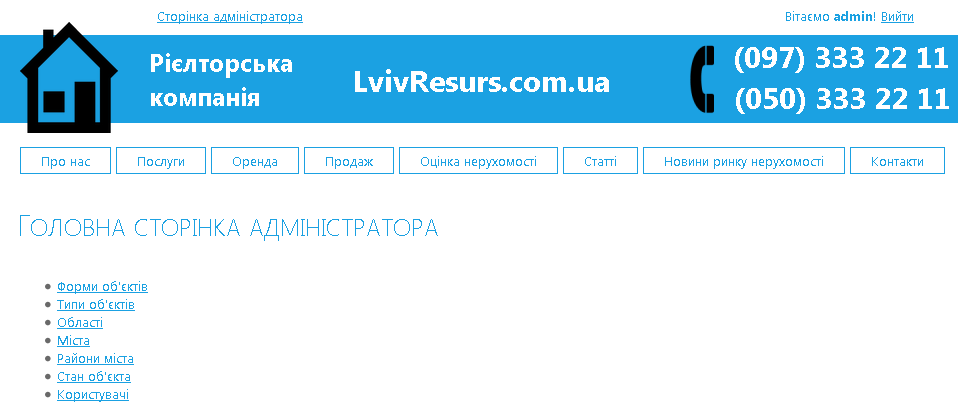 Сторінка адміністратора
Вітаємо admin! Вийти
Рієлторська
компанія
LvivResurs.com.ua
(097) 333 22 11
(050) 333 22 11
Про нас
Послуги
Оренда
Продаж
Оцінка нерухомості
Статті
Новини ринку нерухомості
Контакти
Головна сторінка адміністратора
Форми об'єктів
Типи об'єктів
Області
Міста
Райони міста
Стан об'єкта
Користувачі